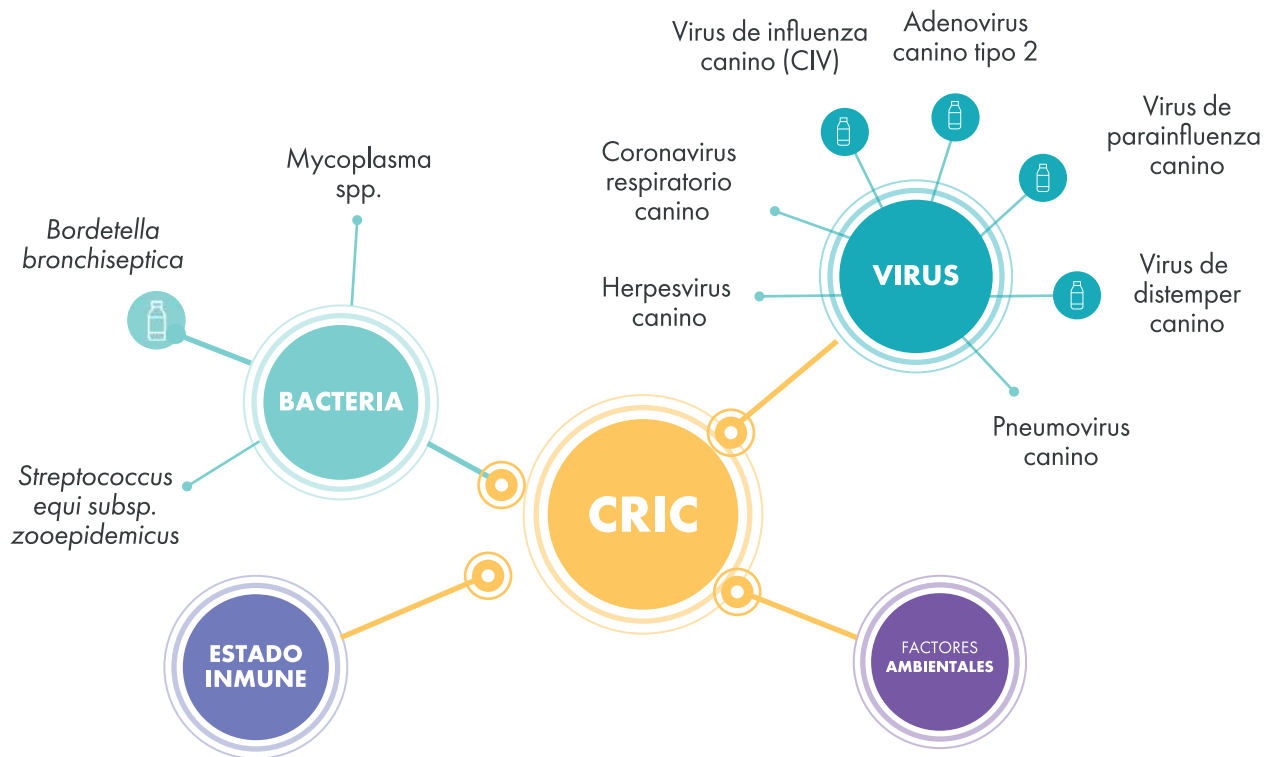 Virus de influenza
canino (CIV)
Adenovirus
canino tipo 2
Virus de
parainfluenza
canino
Coronavirus
respiratorio
canino
Mycoplasma
spp.
Bordetella
bronchiseptica
VIRUS
Virus de
distemper
canino
Herpesvirus
canino
BACTERIA
Pneumovirus
canino
Streptococcus
equi subsp.
zooepidemicus
CRIC
ESTADO
INMUNE
FACTORES
AMBIENTALES